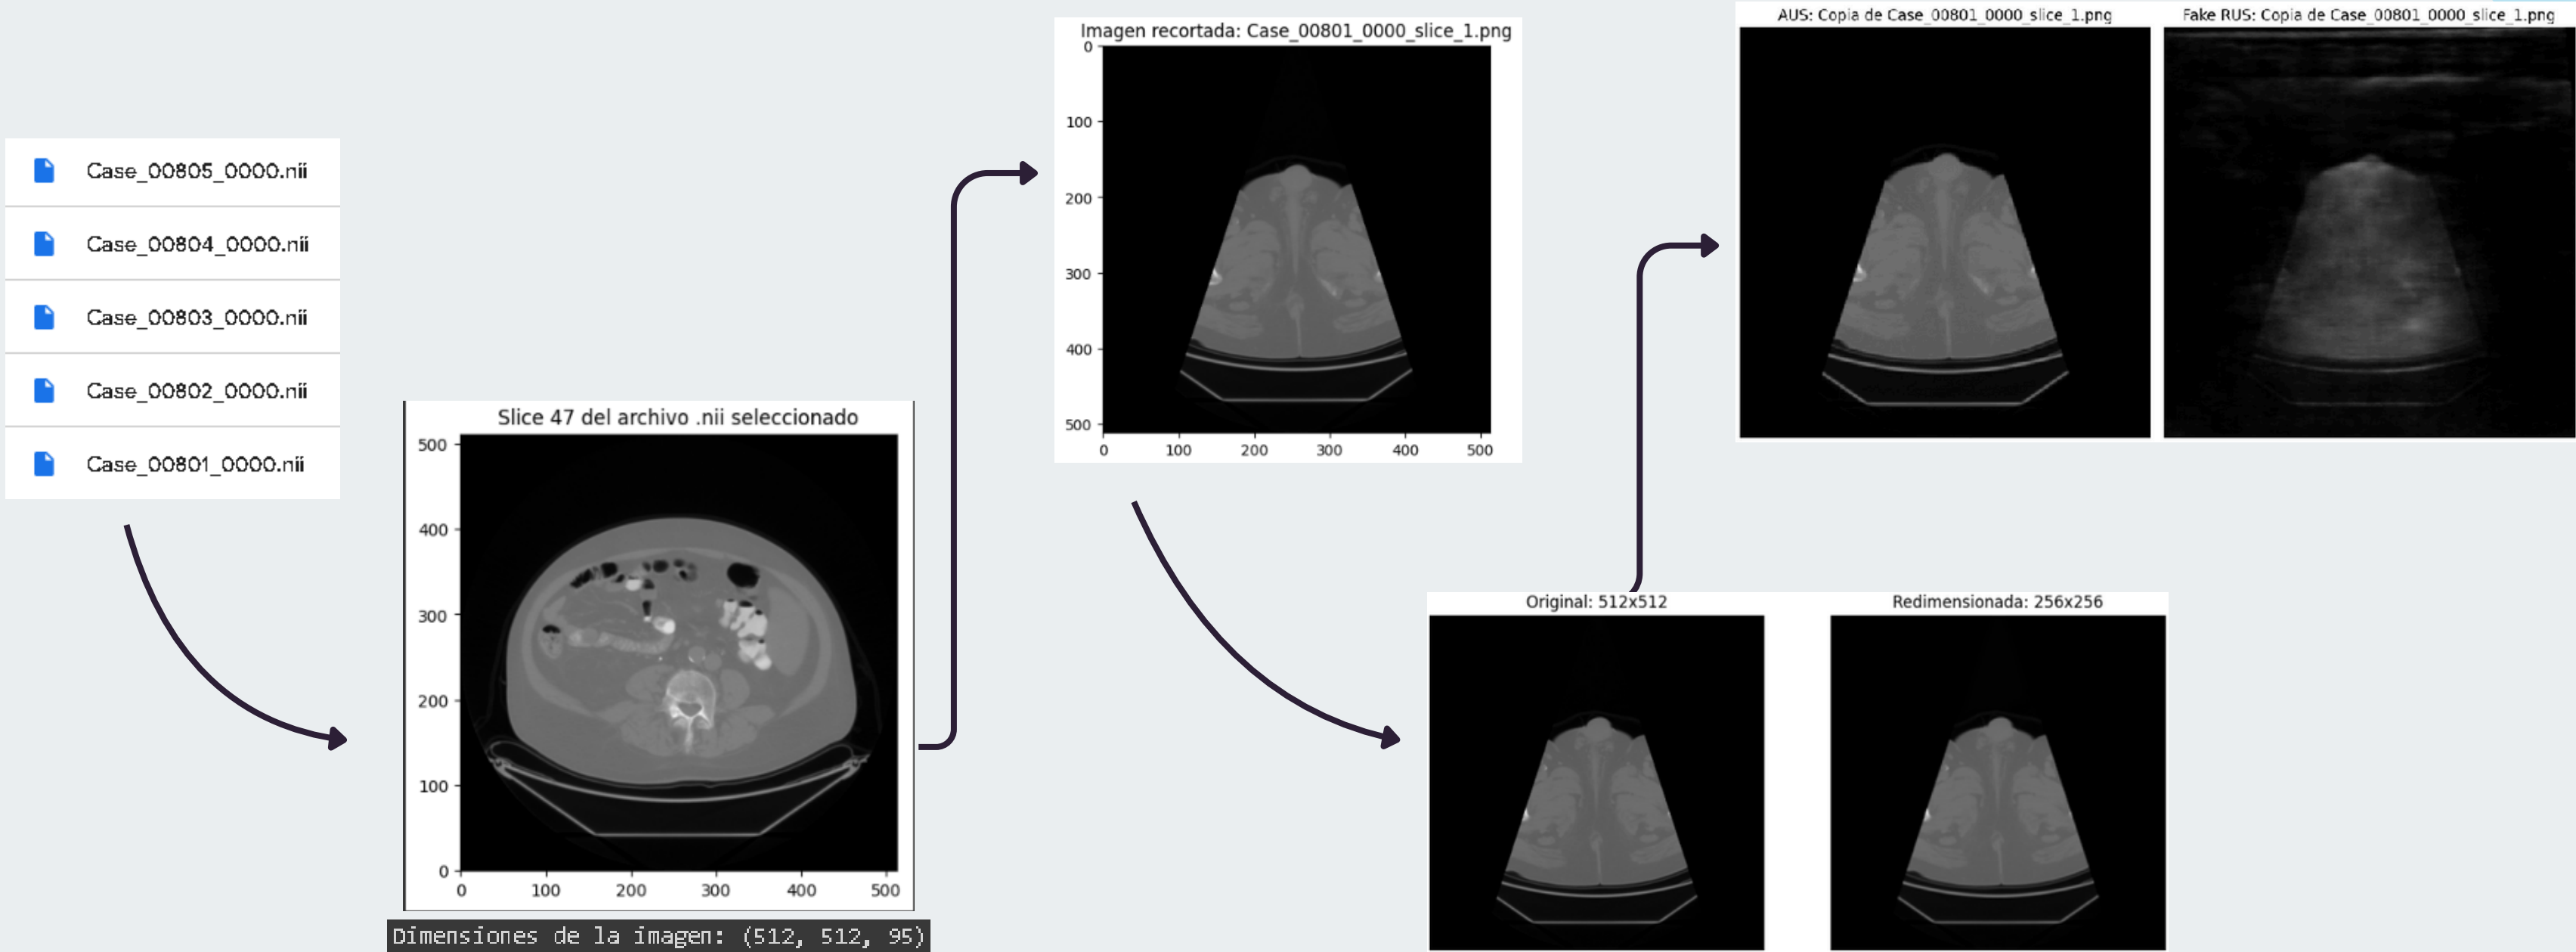 Case_00805_0000.nii
Case_00804_0000.nii
Case_00803_0000.nii
Case_00802_0000.nii
Case_00801_0000.nii
Slice 47 del archivo .nii seleccionado
500
400
300
200
100
0
0 100 200 300 400 500
Dimensiones de la imagen: (512, 512, 95)
Imagen recortada: Case_00801_0000_slice_1.png
0
100
200
300
400
500
0 100 200 300 400 500
Original: 512x512
Redimensionada: 256x256
AUS: Copia de Case_00801_0000_slice_1.png
Fake RUS: Copia de Case_00801_0000_slice_1.png